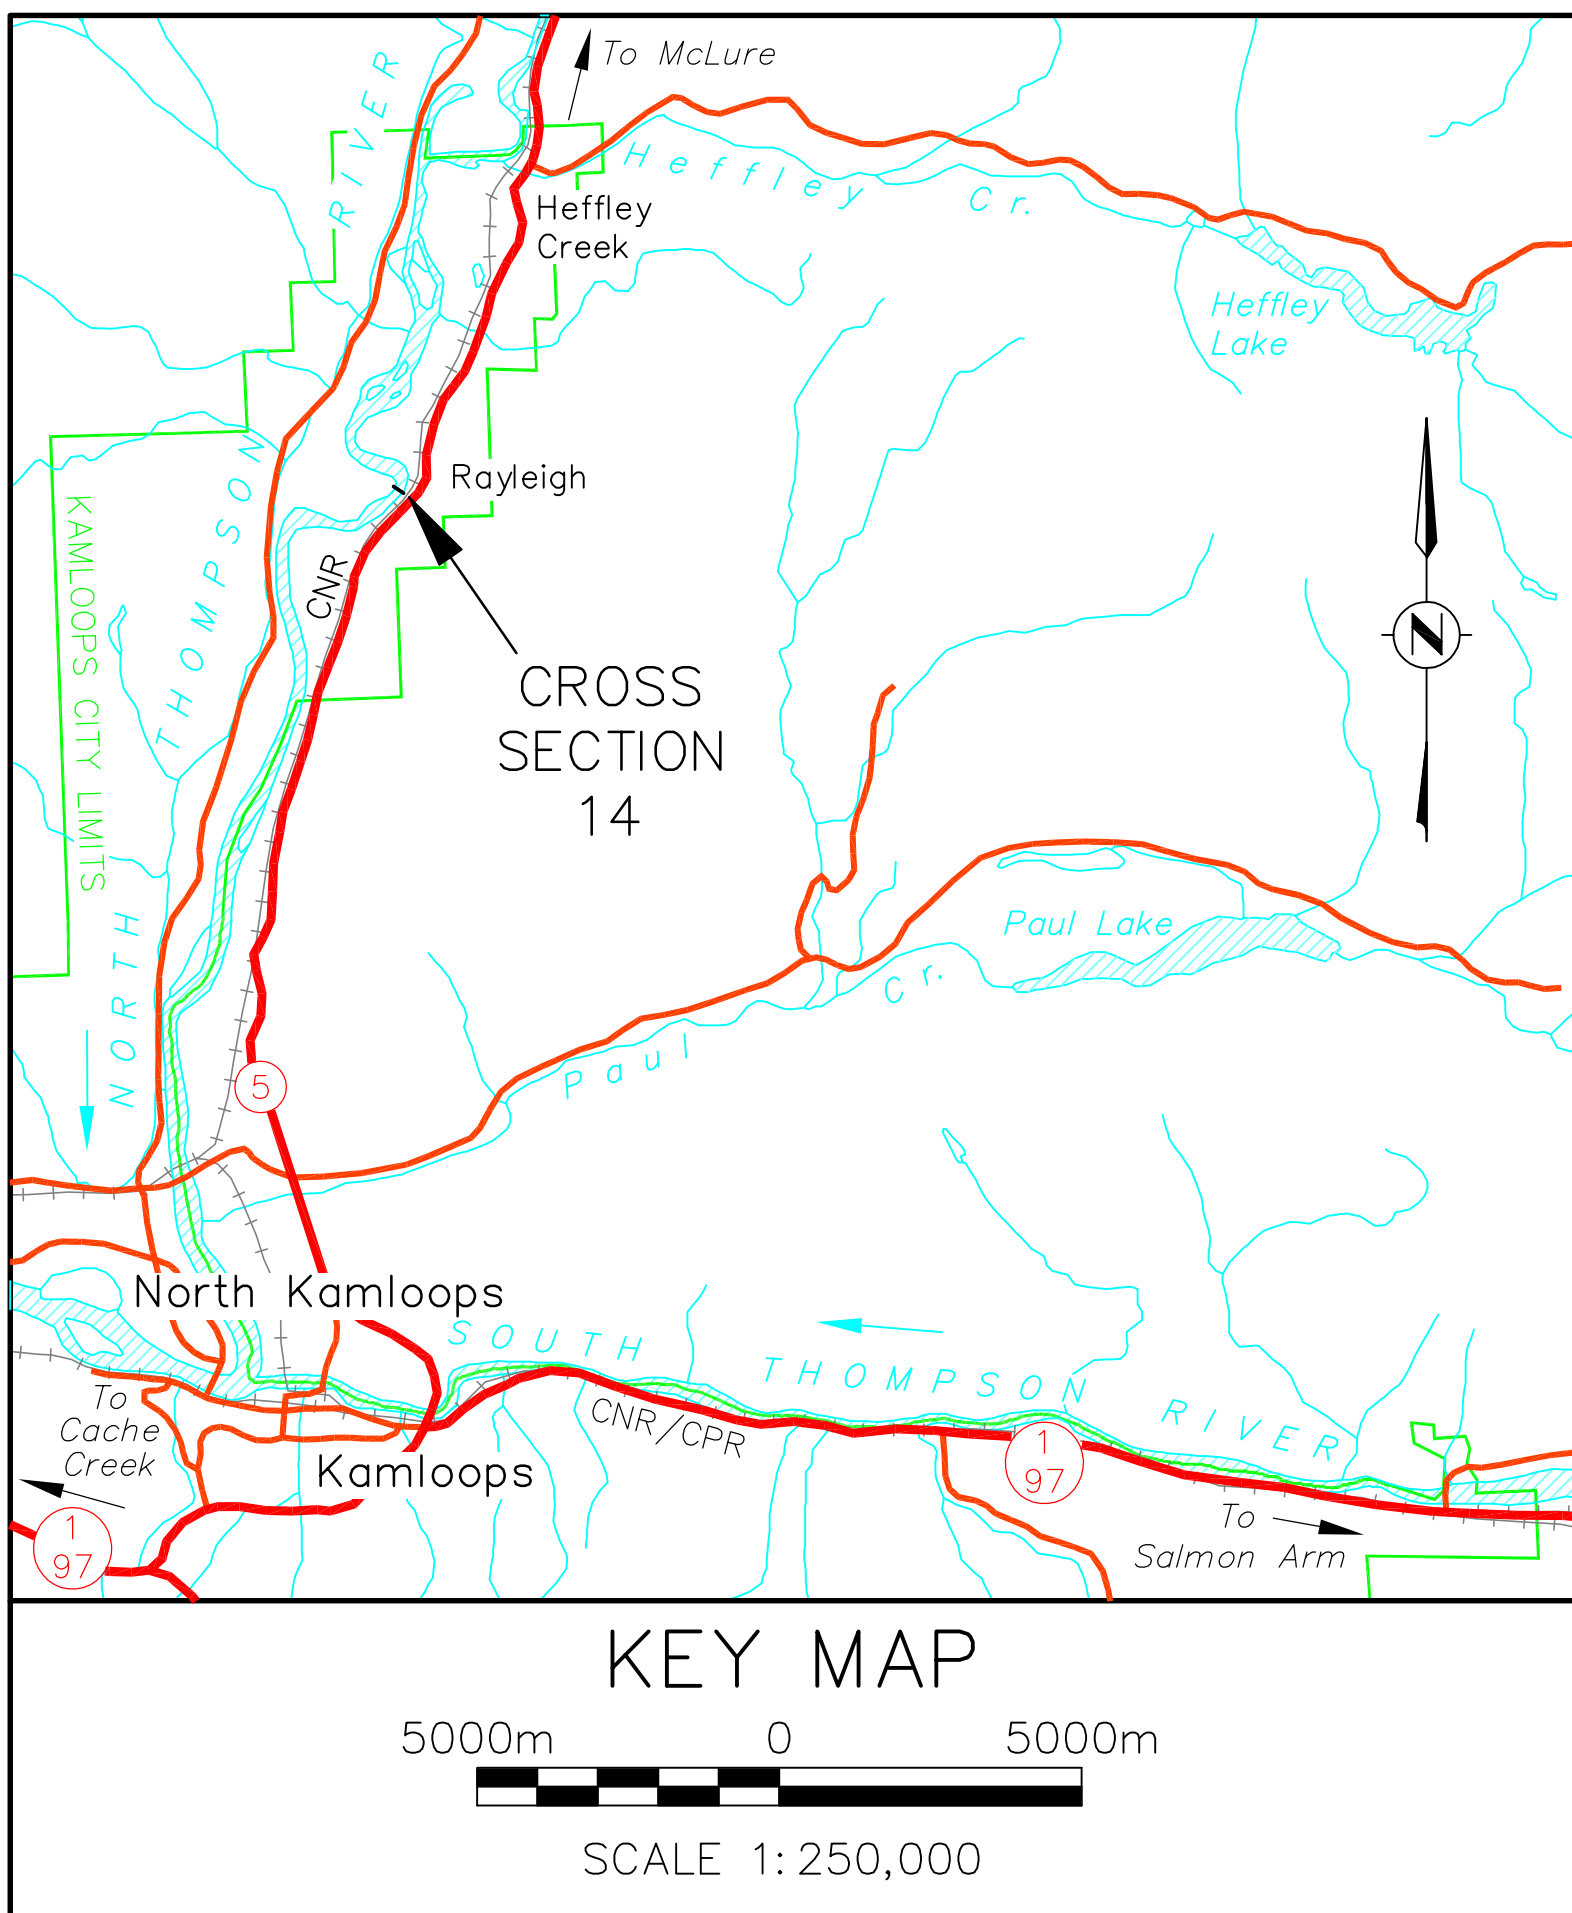 To McLure
RIVER
Heffley Cr.
Heffley
Creek
Heffley
Lake
THOMPSON
Rayleigh
KAMLOOPS CITY LIMITS
CNR
N
CROSS
SECTION
14
Paul Lake
NORTH
Paul Cr.
5
North Kamloops
SOUTH THOMPSON RIVER
To
Cache
Creek
CNR/CPR
Kamloops
1
97
1
97
To
Salmon Arm
KEY MAP
5000m 0 5000m
SCALE 1:250,000